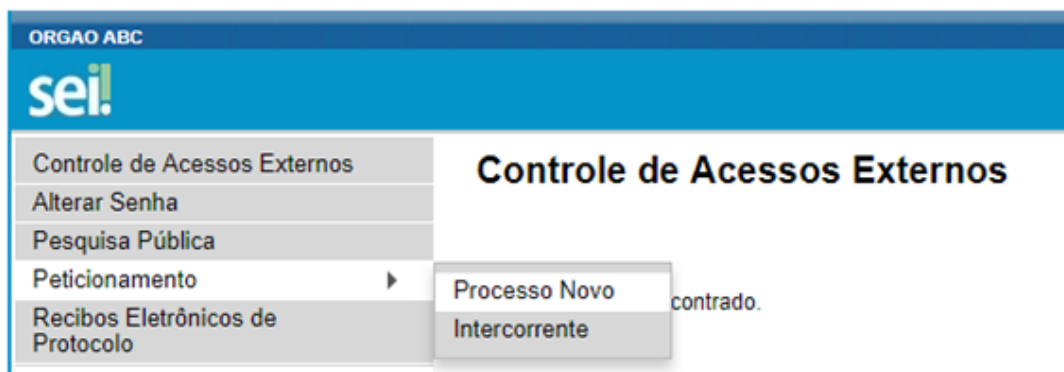 ORGAO ABC
sei!
Controle de Acessos Externos
Alterar Senha
Pesquisa Pública
Peticionamento
Recibos Eletrônicos de
Protocolo
Controle de Acessos Externos
Processo Novo
Intercorrente
contrado.